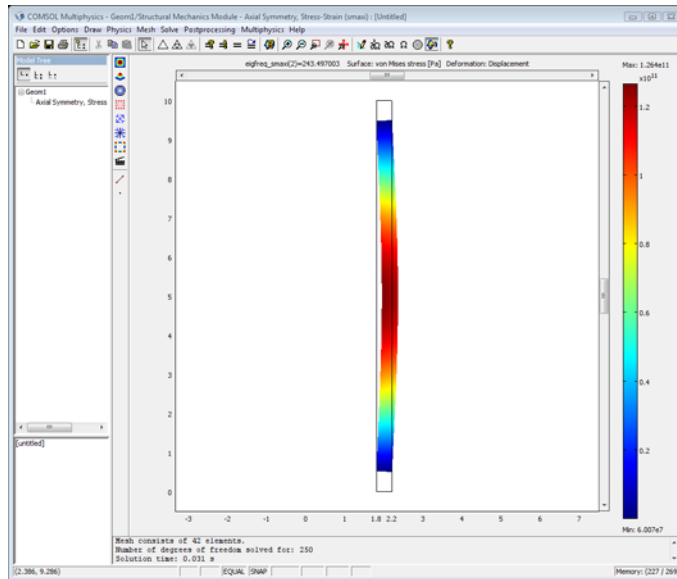 COMSOL Multiphysics - Geom1/Structural Mechanics Module - Axial Symmetry, Stress-Strain (smaxi) : [Untitled]
File Edit Options Draw Physics Mesh Solve Postprocessing Multiphysics Help
Model Tree
Geom1
Axial Symmetry, Stress
[untitled]
eigfreq_smaxi(2)=243.497003 Surface: von Mises stress [Pa] Deformation: Displacement
Max: 1.264e11
×10¹¹
10
9
8
7
6
5
4
3
2
1
0
-3 -2 -1 0 1 1.8 2.2 3 4 5 6 7
1.2
1
0.8
0.6
0.4
0.2
Min: 6.007e7
Mesh consists of 42 elements.
Number of degrees of freedom solved for: 250
Solution time: 0.031 s
(2.386, 9.286) EQUAL SNAP Memory: (227 / 269